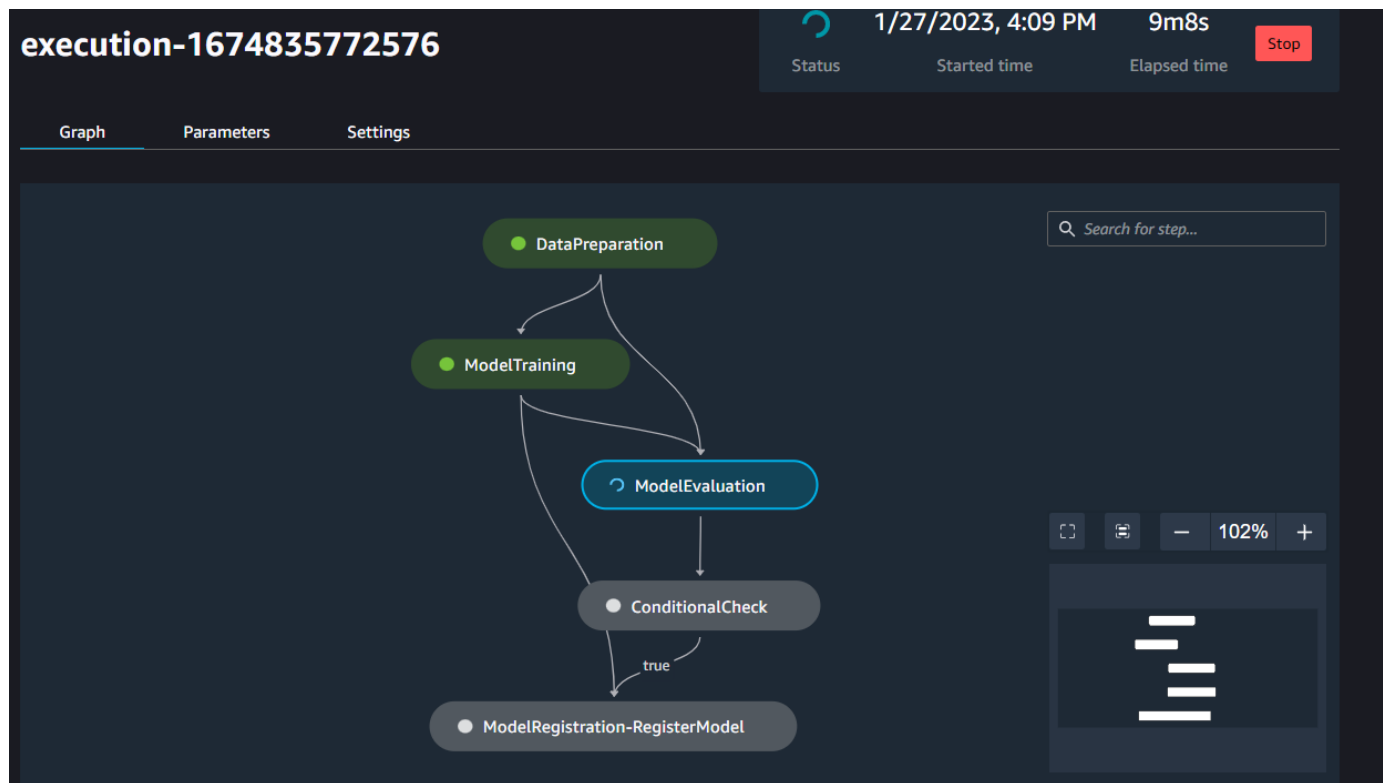 execution-1674835772576
1/27/2023, 4:09 PM
9m8s
Stop
Status
Started time
Elapsed time
Graph
Parameters
Settings
Search for step...
DataPreparation
ModelTraining
ModelEvaluation
102%
ConditionalCheck
true
ModelRegistration-RegisterModel